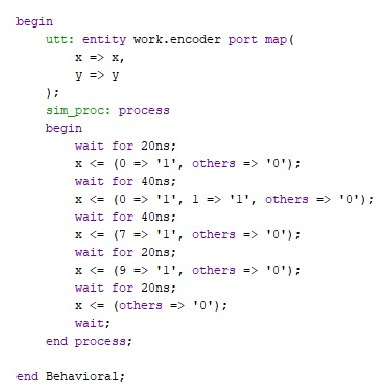 begin
utt: entity work.encoder port map(
x => x,
y => y
);
sim_proc: process
begin
wait for 20ns;
x <= (0 => '1', others => '0');
wait for 40ns;
x <= (0 => '1', 1 => '1', others => '0');
wait for 40ns;
x <= (7 => '1', others => '0');
wait for 20ns;
x <= (9 => '1', others => '0');
wait for 20ns;
x <= (others => '0');
wait;
end process;
end Behavioral;